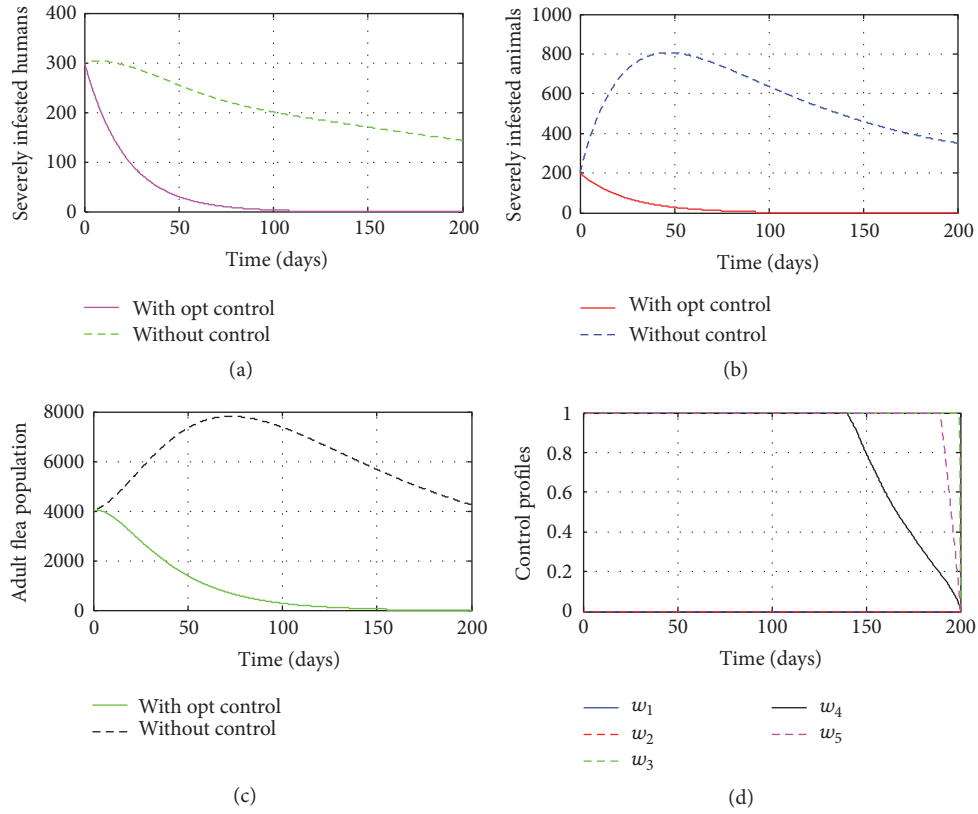 400
300
200
100
0
Severely infested humans
0 50 100 150 200
Time (days)
With opt control
Without control
(a)
1000
800
600
400
200
0
Severely infested animals
0 50 100 150 200
Time (days)
With opt control
Without control
(b)
8000
6000
4000
2000
0
Adult flea population
0 50 100 150 200
Time (days)
With opt control
Without control
(c)
1
0.8
0.6
0.4
0.2
0
Control profiles
0 50 100 150 200
Time (days)
w₁
w₂
w₃
w₄
w₅
(d)